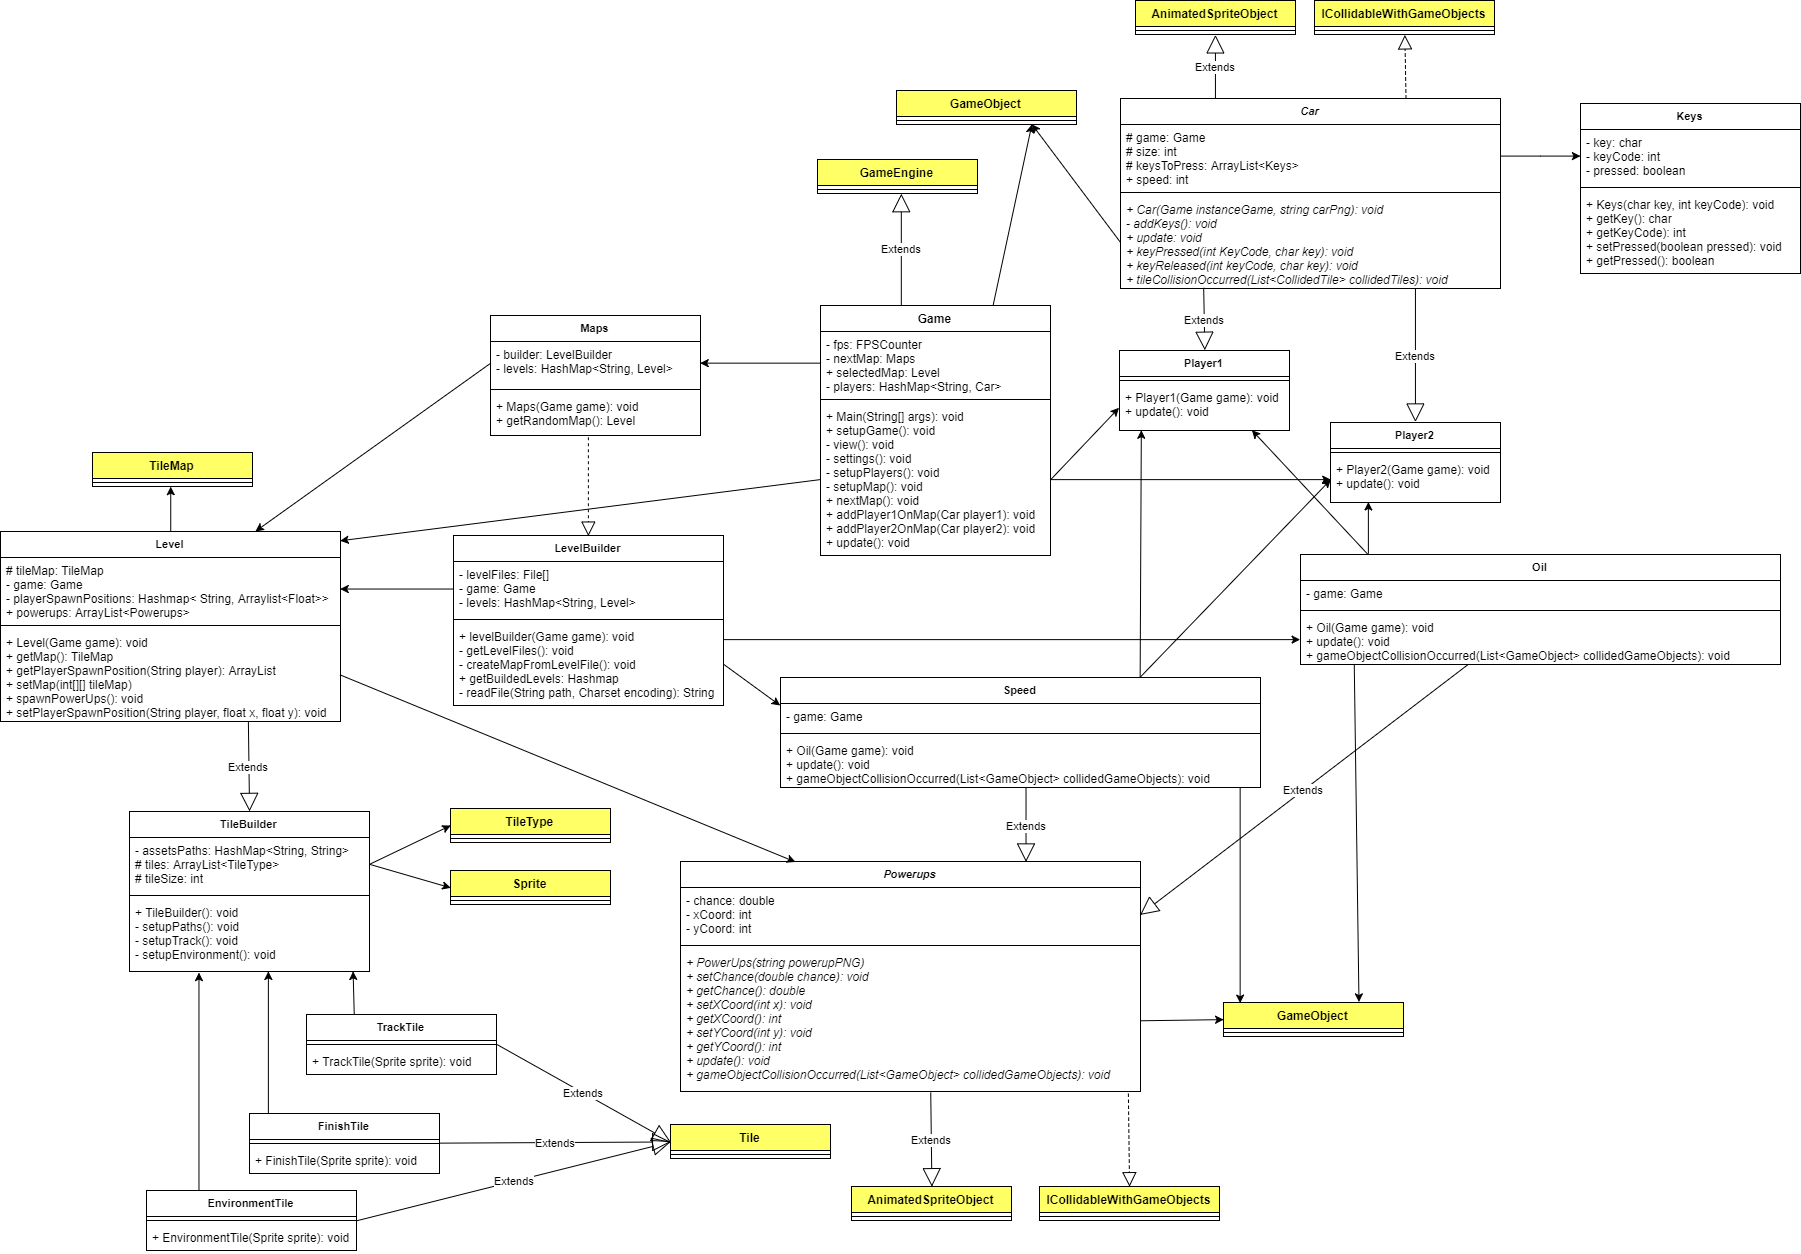 AnimatedSpriteObject
ICollidableWithGameObjects
Extends
GameObject
Car
# game: Game
# size: int
# keysToPress: ArrayList<Keys>
+ speed: int
+ Car(Game instanceGame, string carPng): void
- addKeys(): void
+ update: void
+ keyPressed(int KeyCode, char key): void
+ keyReleased(int keyCode, char key): void
+ tileCollisionOccurred(List<CollidedTile> collidedTiles): void
Keys
- key: char
- keyCode: int
- pressed: boolean
+ Keys(char key, int keyCode): void
+ getKey(): char
+ getKeyCode): int
+ setPressed(boolean pressed): void
+ getPressed(): boolean
GameEngine
Extends
Game
- fps: FPSCounter
- nextMap: Maps
+ selectedMap: Level
- players: HashMap<String, Car>
+ Main(String[] args): void
+ setupGame(): void
- view(): void
- settings(): void
- setupPlayers(): void
- setupMap(): void
+ nextMap(): void
+ addPlayer1OnMap(Car player1): void
+ addPlayer2OnMap(Car player2): void
+ update(): void
Maps
- builder: LevelBuilder
- levels: HashMap<String, Level>
+ Maps(Game game): void
+ getRandomMap(): Level
Extends
Player1
+ Player1(Game game): void
+ update(): void
Extends
Player2
+ Player2(Game game): void
+ update(): void
TileMap
Level
# tileMap: TileMap
- game: Game
- playerSpawnPositions: Hashmap< String, Arraylist<Float>>
+ powerups: ArrayList<Powerups>
+ Level(Game game): void
+ getMap(): TileMap
+ getPlayerSpawnPosition(String player): ArrayList
+ setMap(int[][] tileMap)
+ spawnPowerUps(): void
+ setPlayerSpawnPosition(String player, float x, float y): void
LevelBuilder
- levelFiles: File[]
- game: Game
- levels: HashMap<String, Level>
+ levelBuilder(Game game): void
- getLevelFiles(): void
- createMapFromLevelFile(): void
+ getBuildedLevels: Hashmap
- readFile(String path, Charset encoding): String
Oil
- game: Game
+ Oil(Game game): void
+ update(): void
+ gameObjectCollisionOccurred(List<GameObject> collidedGameObjects): void
Speed
- game: Game
+ Oil(Game game): void
+ update(): void
+ gameObjectCollisionOccurred(List<GameObject> collidedGameObjects): void
Extends
Extends
Extends
TileBuilder
- assetsPaths: HashMap<String, String>
# tiles: ArrayList<TileType>
# tileSize: int
+ TileBuilder(): void
- setupPaths(): void
- setupTrack(): void
- setupEnvironment(): void
TileType
Sprite
Powerups
- chance: double
- xCoord: int
- yCoord: int
+ PowerUps(string powerupPNG)
+ setChance(double chance): void
+ getChance(): double
+ setXCoord(int x): void
+ getXCoord(): int
+ setYCoord(int y): void
+ getYCoord(): int
+ update(): void
+ gameObjectCollisionOccurred(List<GameObject> collidedGameObjects): void
GameObject
TrackTile
+ TrackTile(Sprite sprite): void
Extends
FinishTile
+ FinishTile(Sprite sprite): void
Extends
Tile
EnvironmentTile
+ EnvironmentTile(Sprite sprite): void
Extends
Extends
AnimatedSpriteObject
ICollidableWithGameObjects